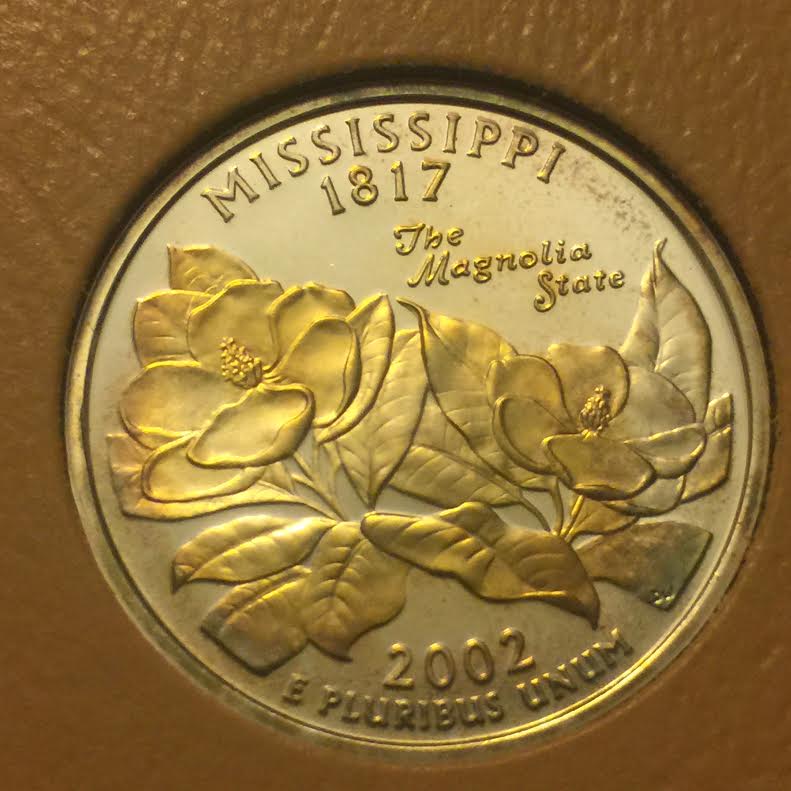 MISSISSIPPI
1817
The
Magnolia
State
2002
E PLURIBUS UNUM